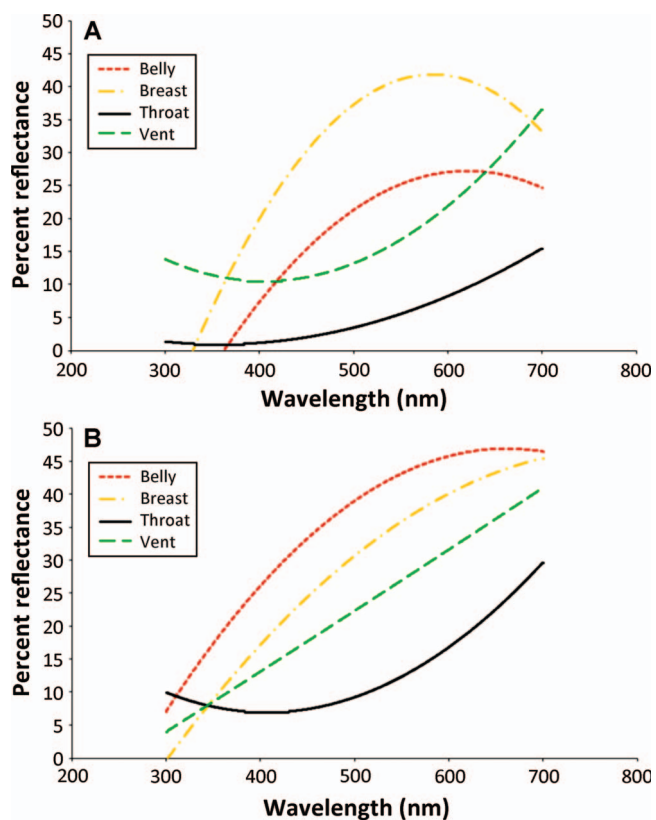 A
Belly
Breast
Throat
Vent
Percent reflectance
50
45
40
35
30
25
20
15
10
5
0
200 300 400 500 600 700 800
Wavelength (nm)
B
Belly
Breast
Throat
Vent
Percent reflectance
50
45
40
35
30
25
20
15
10
5
0
200 300 400 500 600 700 800
Wavelength (nm)